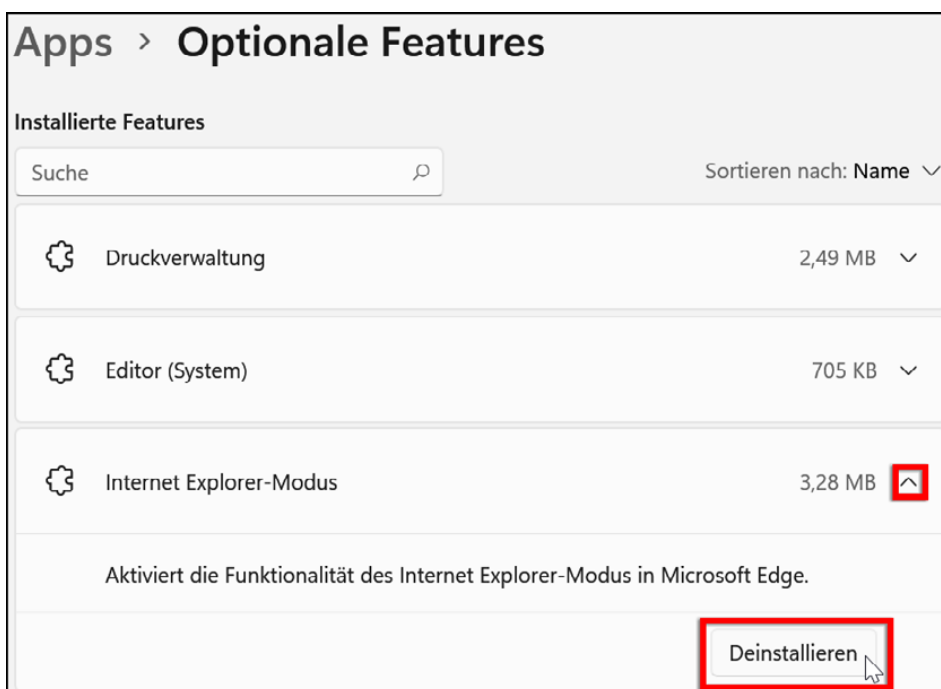 Apps > Optionale Features
Installierte Features
Suche
Sortieren nach: Name
Druckverwaltung 2,49 MB
Editor (System) 705 KB
Internet Explorer-Modus 3,28 MB
Aktiviert die Funktionalität des Internet Explorer-Modus in Microsoft Edge.
Deinstallieren